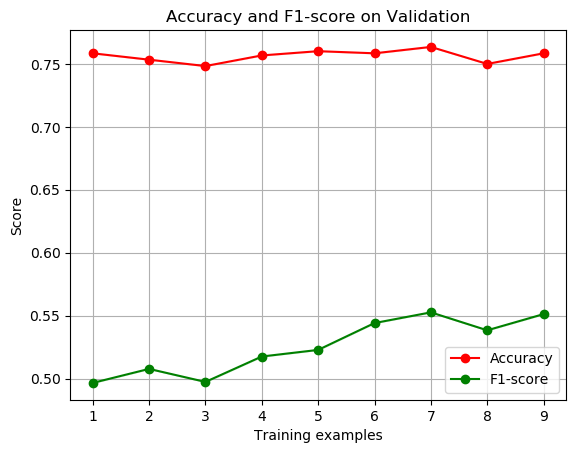 Accuracy and F1-score on Validation
Score
0.75
0.70
0.65
0.60
0.55
0.50
Accuracy
F1-score
1 2 3 4 5 6 7 8 9
Training examples